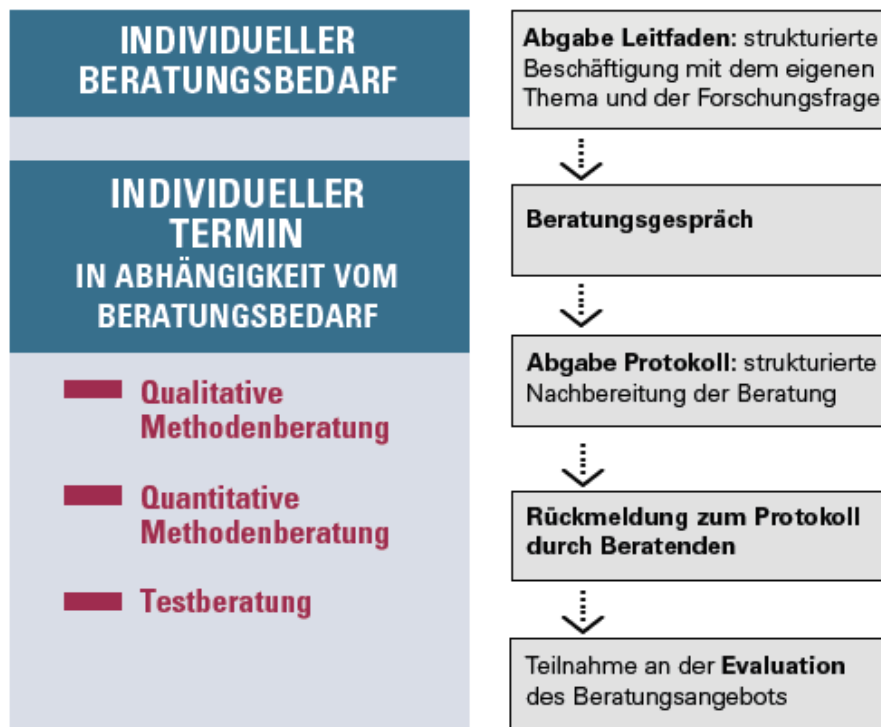 INDIVIDUELLER
BERATUNGSBEDARF
INDIVIDUELLER
TERMIN
IN ABHÄNGIGKEIT VOM
BERATUNGSBEDARF
Qualitative
Methodenberatung
Quantitative
Methodenberatung
Testberatung
Abgabe Leitfaden: strukturierte
Beschäftigung mit dem eigenen
Thema und der Forschungsfrage
Beratungsgespräch
Abgabe Protokoll: strukturierte
Nachbereitung der Beratung
Rückmeldung zum Protokoll
durch Beratenden
Teilnahme an der Evaluation
des Beratungsangebots